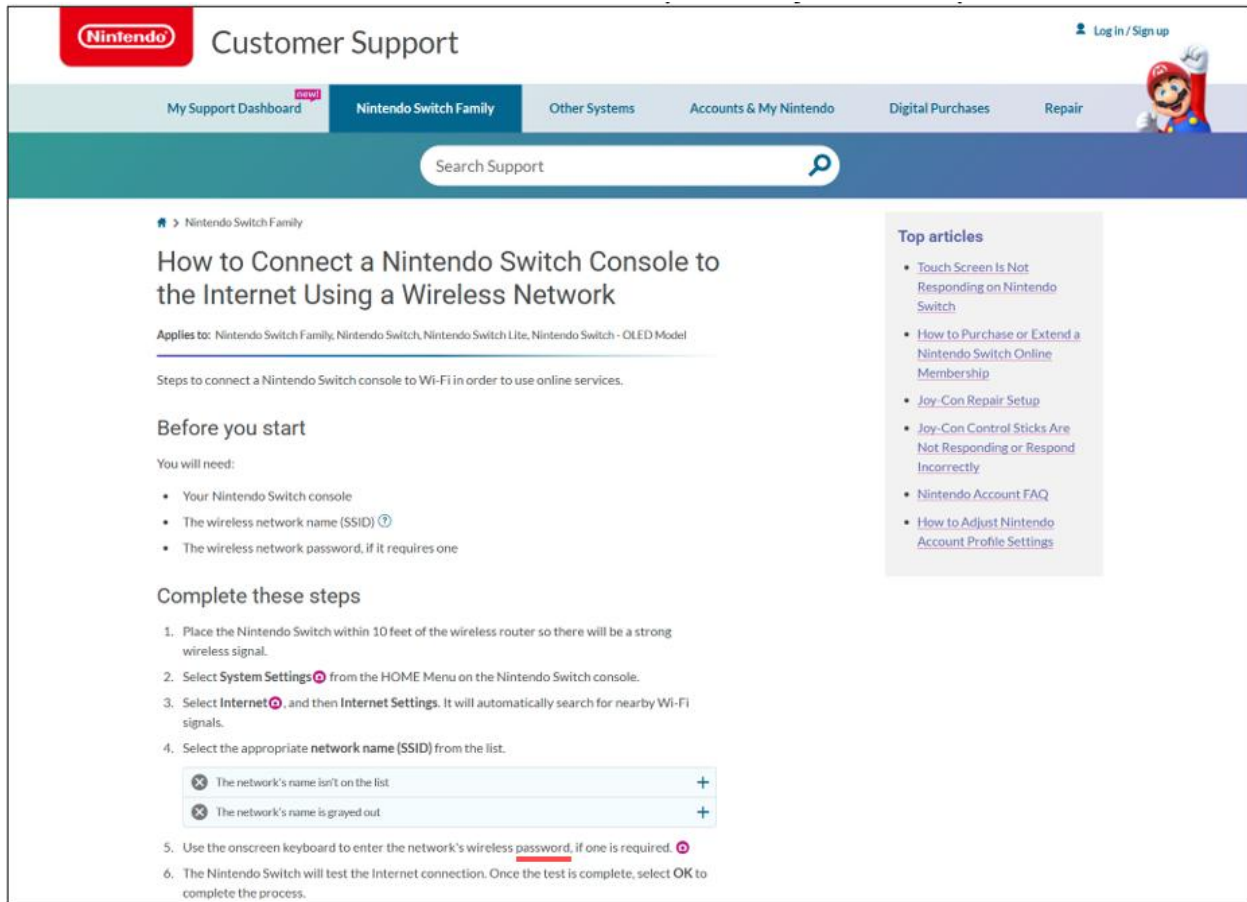 Nintendo
Customer Support
Log in / Sign up
new!
My Support Dashboard
Nintendo Switch Family
Other Systems
Accounts & My Nintendo
Digital Purchases
Repair
Search Support
> Nintendo Switch Family
How to Connect a Nintendo Switch Console to
the Internet Using a Wireless Network
Applies to: Nintendo Switch Family, Nintendo Switch, Nintendo Switch Lite, Nintendo Switch - OLED Model
Steps to connect a Nintendo Switch console to Wi-Fi in order to use online services.
Before you start
You will need:
• Your Nintendo Switch console
• The wireless network name (SSID) ?
• The wireless network password, if it requires one
Complete these steps
1. Place the Nintendo Switch within 10 feet of the wireless router so there will be a strong
wireless signal.
2. Select System Settings from the HOME Menu on the Nintendo Switch console.
3. Select Internet, and then Internet Settings. It will automatically search for nearby Wi-Fi
signals.
4. Select the appropriate network name (SSID) from the list.
The network's name isn't on the list +
The network's name is grayed out +
5. Use the onscreen keyboard to enter the network's wireless password, if one is required.
6. The Nintendo Switch will test the Internet connection. Once the test is complete, select OK to
complete the process.
Top articles
• Touch Screen Is Not
Responding on Nintendo
Switch
• How to Purchase or Extend a
Nintendo Switch Online
Membership
• Joy-Con Repair Setup
• Joy-Con Control Sticks Are
Not Responding or Respond
Incorrectly
• Nintendo Account FAQ
• How to Adjust Nintendo
Account Profile Settings